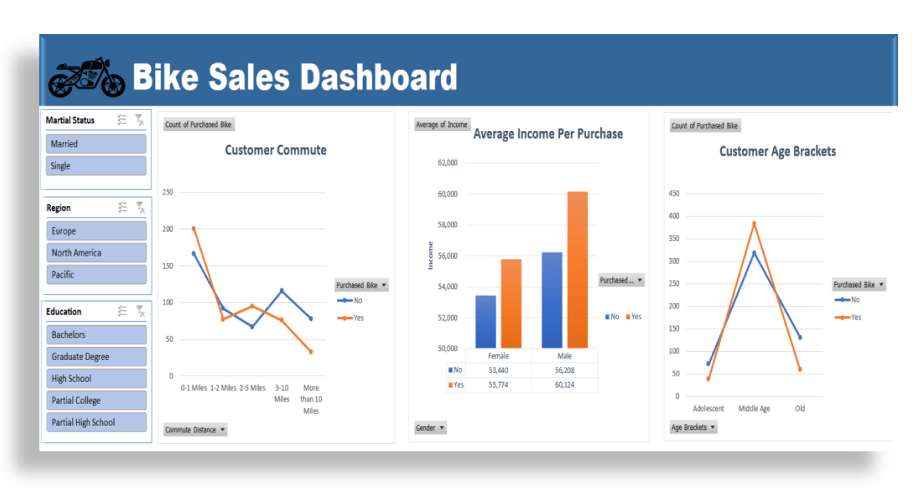 Bike Sales Dashboard
Martial Status
Married
Single
Region
Europe
North America
Pacific
Education
Bachelors
Graduate Degree
High School
Partial College
Partial High School
Count of Purchased Bike
Customer Commute
250
200
150
100
50
0
0-1 Miles 1-2 Miles 2-5 Miles 5-10 Miles More than 10 Miles
Purchased Bike
No
Yes
Commute Distance
Average of Income
Average Income Per Purchase
62,000
60,000
58,000
56,000
54,000
52,000
50,000
Income
Female Male
No 53,440 56,208
Yes 55,774 60,124
Purchased...
No Yes
Gender
Count of Purchased Bike
Customer Age Brackets
450
400
350
300
250
200
150
100
50
0
Adolescent Middle Age Old
Purchased Bike
No
Yes
Age Brackets